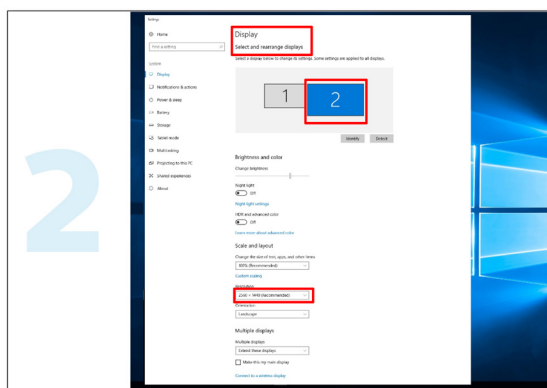 2
Settings
Home
Find a setting
System
Display
Notifications & actions
Power & sleep
Battery
Storage
Tablet mode
Multitasking
Projecting to this PC
Shared experiences
About
Display
Select and rearrange displays
Select a display below to change its settings. Some settings are applied to all displays.
1
2
Identify
Detect
Brightness and color
Change brightness
Night light
Off
Night light settings
HDR and advanced color
Off
Learn more about advanced color
Scale and layout
Change the size of text, apps, and other items
100% (Recommended)
Custom scaling
Resolution
2560 × 1440 (Recommended)
Orientation
Landscape
Multiple displays
Multiple displays
Extend these displays
Make this my main display
Connect to a wireless display